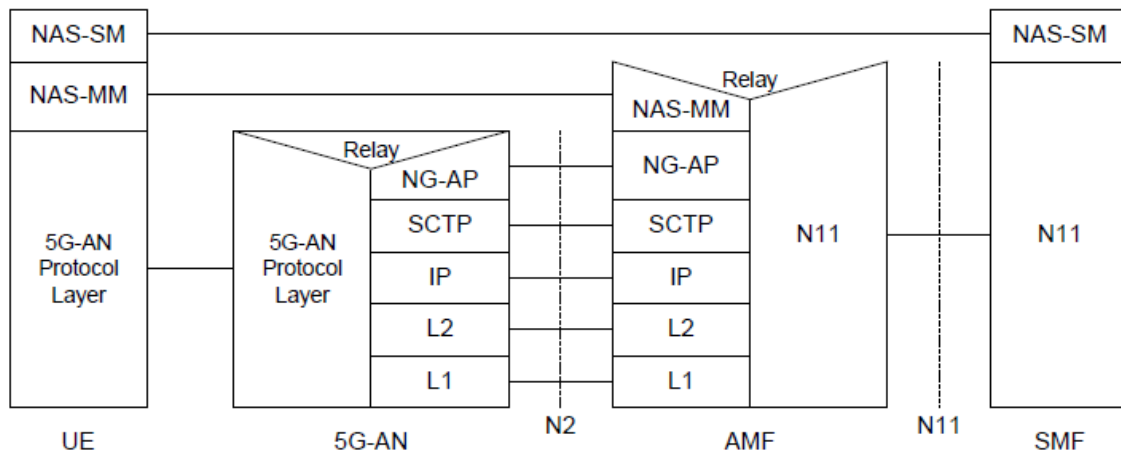 NAS-SM
NAS-SM
NAS-MM
Relay
NAS-MM
Relay
NG-AP
NG-AP
5G-AN
Protocol
Layer
5G-AN
Protocol
Layer
SCTP
SCTP
N11
N11
IP
IP
L2
L2
L1
L1
UE
5G-AN
N2
AMF
N11
SMF